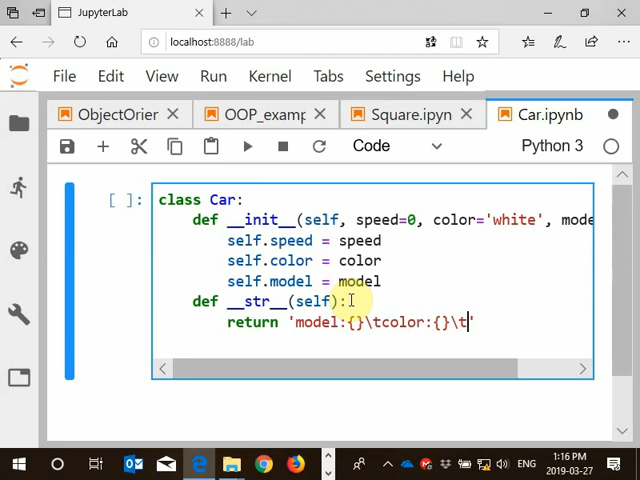 JupyterLab
localhost:8888/lab
File Edit View Run Kernel Tabs Settings Help
ObjectOrier OOP_examp Square.ipyn Car.ipynb
Code Python 3
[ ]: class Car:
def __init__(self, speed=0, color='white', mode
self.speed = speed
self.color = color
self.model = model
def __str__(self):
return 'model:{}\tcolor:{}\t'
1:16 PM
2019-03-27